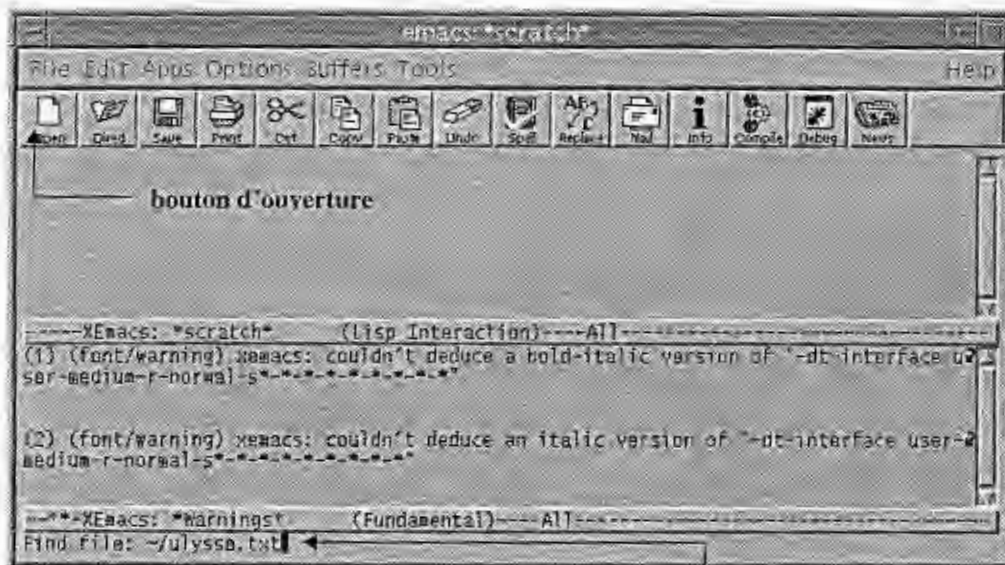 emacs: *scratch*
File Edit Apps Options Buffers Tools Help
Open Dired Save Print Cut Copy Paste Undo Spell Replace Mail Info Compile Debug News
bouton d'ouverture
-----XEmacs: *scratch* (Lisp Interaction)----All----
(1) (font/warning) xemacs: couldn't deduce a bold-italic version of "-dt-interface u
ser-medium-r-normal-s*-*-*-*-*-*-*-*-*"
(2) (font/warning) xemacs: couldn't deduce an italic version of "-dt-interface user-
medium-r-normal-s*-*-*-*-*-*-*-*-*"
--**-XEmacs: *Warnings* (Fundamental)----All----
Find file: ~/ulysse.txt